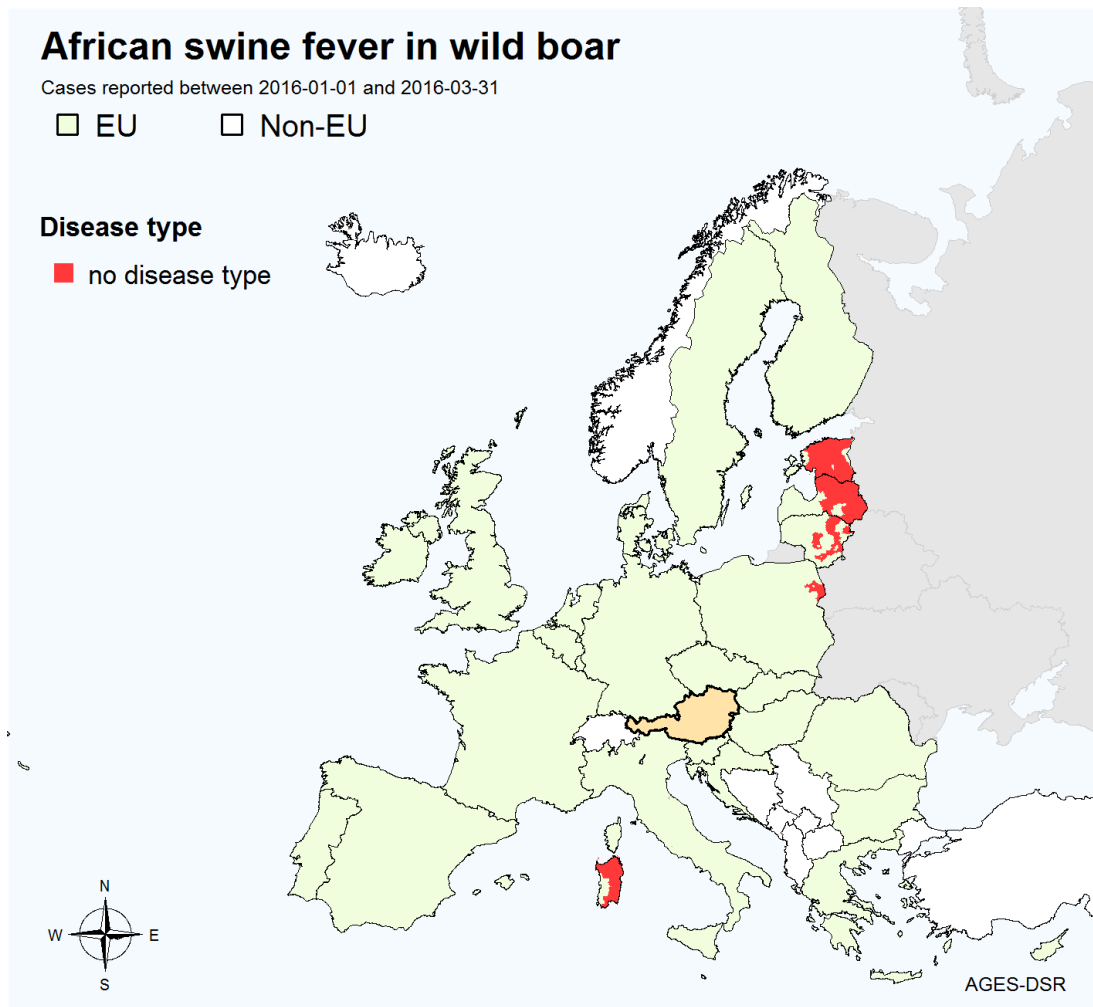 African swine fever in wild boar
Cases reported between 2016-01-01 and 2016-03-31
EU Non-EU
Disease type
no disease type
N
W E
S
AGES-DSR